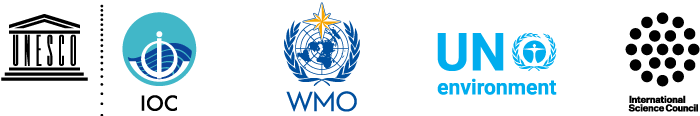 UNESCO
IOC
WMO
UN
environment
International
Science Council